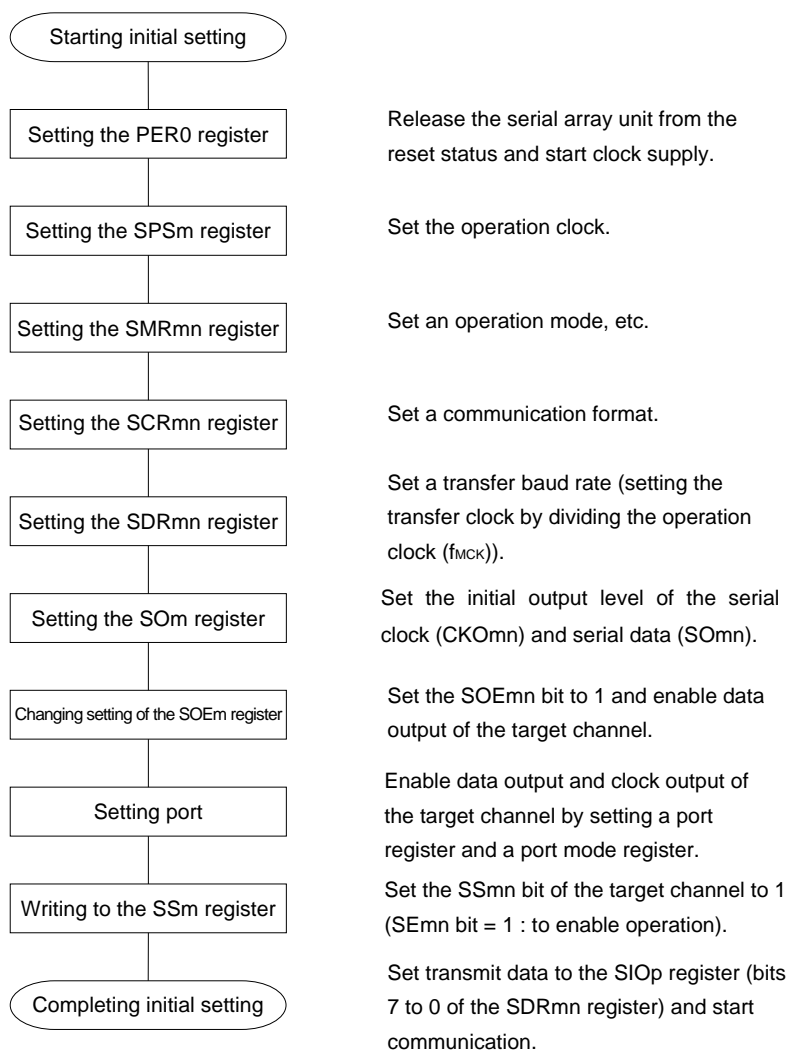 Starting initial setting
Setting the PER0 register
Release the serial array unit from the
reset status and start clock supply.
Setting the SPSm register
Set the operation clock.
Setting the SMRmn register
Set an operation mode, etc.
Setting the SCRmn register
Set a communication format.
Setting the SDRmn register
Set a transfer baud rate (setting the
transfer clock by dividing the operation
clock (fMCK)).
Setting the SOm register
Set the initial output level of the serial
clock (CKOmn) and serial data (SOmn).
Changing setting of the SOEm register
Set the SOEmn bit to 1 and enable data
output of the target channel.
Setting port
Enable data output and clock output of
the target channel by setting a port
register and a port mode register.
Writing to the SSm register
Set the SSmn bit of the target channel to 1
(SEmn bit = 1 : to enable operation).
Completing initial setting
Set transmit data to the SIOp register (bits
7 to 0 of the SDRmn register) and start
communication.